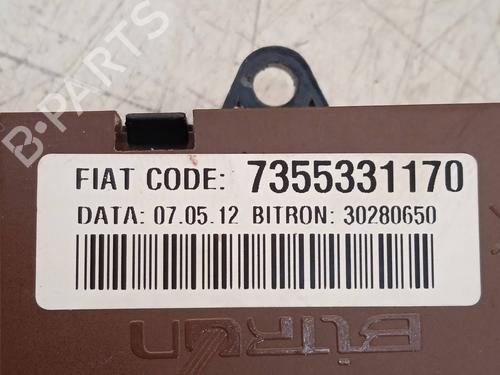 B-PARTS
FIAT CODE: 7355331170
DATA: 07.05.12 BITRON: 30280650
BITRON